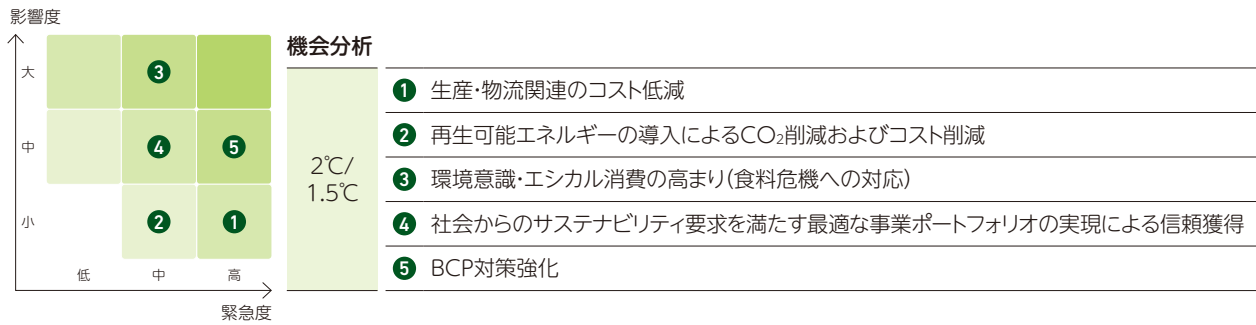 影響度
大
3
中
4
5
小
2
1
低
中
高
緊急度
機会分析
2℃/
1.5℃
1 生産・物流関連のコスト低減
2 再生可能エネルギーの導入によるCO₂削減およびコスト削減
3 環境意識・エシカル消費の高まり(食料危機への対応)
4 社会からのサステナビリティ要求を満たす最適な事業ポートフォリオの実現による信頼獲得
5 BCP対策強化